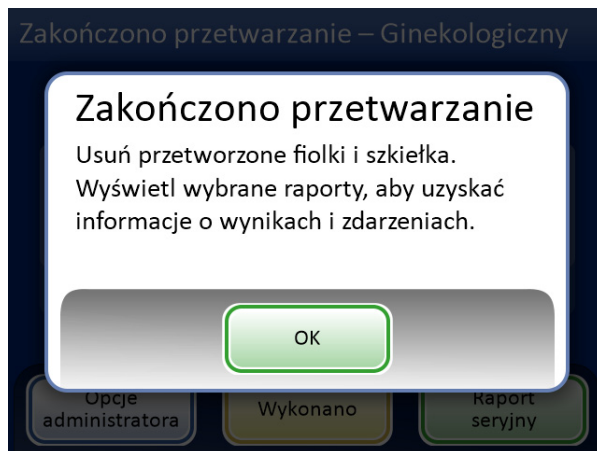 Zakończono przetwarzanie – Ginekologiczny
Zakończono przetwarzanie
Usuń przetworzone fiolki i szkiełka.
Wyświetl wybrane raporty, aby uzyskać
informacje o wynikach i zdarzeniach.
OK
Opcje
administratora
Wykonano
Raport
seryjny